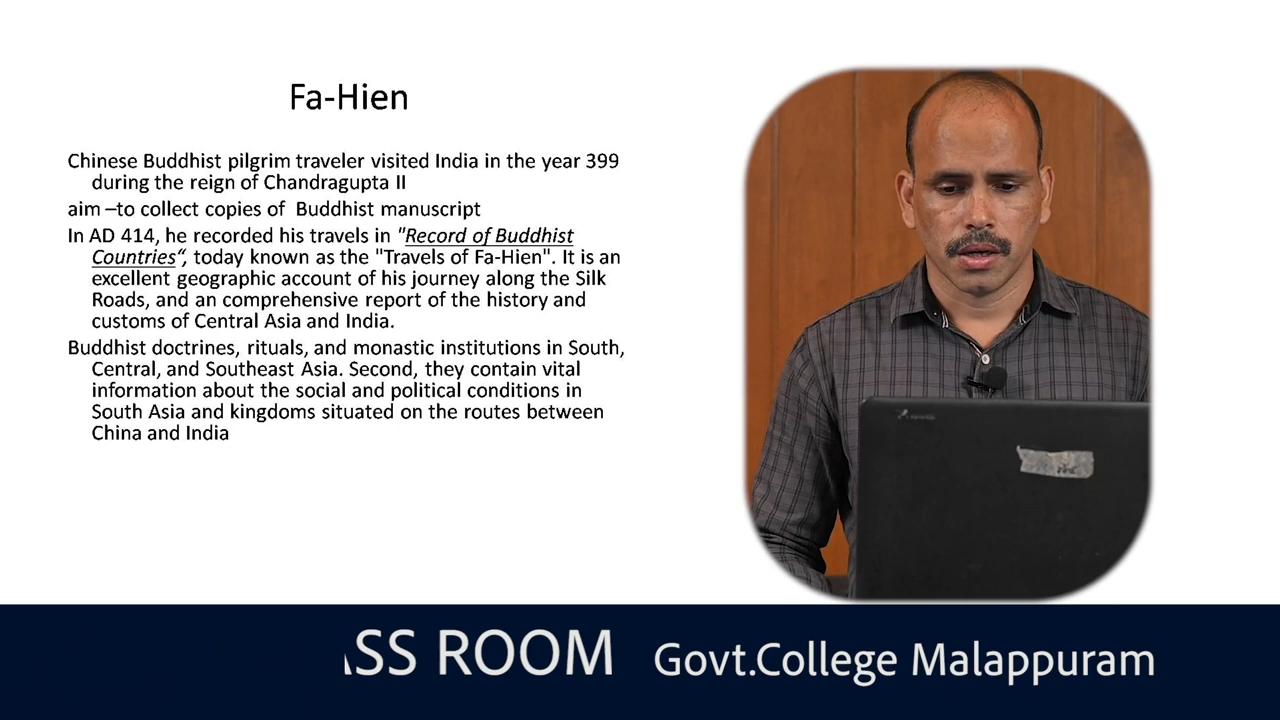 Fa-Hien
Chinese Buddhist pilgrim traveler visited India in the year 399
during the reign of Chandragupta II
aim –to collect copies of  Buddhist manuscript
In AD 414, he recorded his travels in "Record of Buddhist
Countries“, today known as the "Travels of Fa-Hien". It is an
excellent geographic account of his journey along the Silk
Roads, and an comprehensive report of the history and
customs of Central Asia and India.
Buddhist doctrines, rituals, and monastic institutions in South,
Central, and Southeast Asia. Second, they contain vital
information about the social and political conditions in
South Asia and kingdoms situated on the routes between
China and India
SS ROOM
Govt.College Malappuram